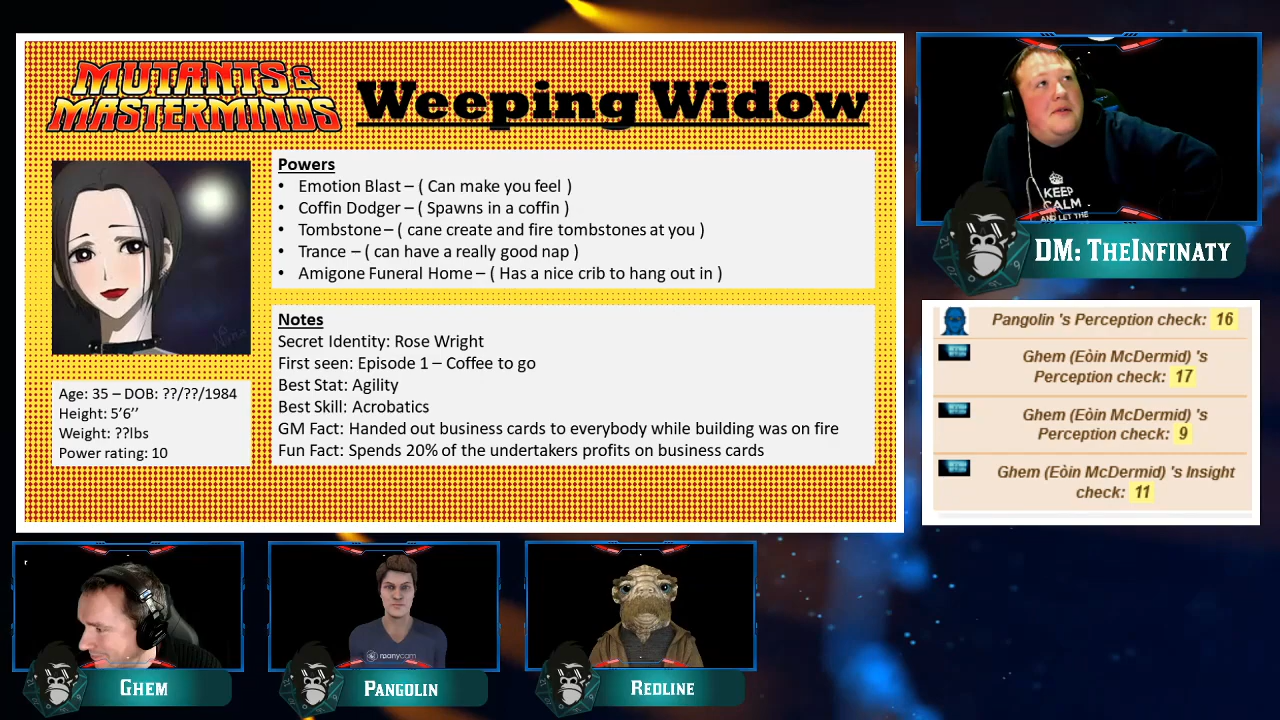 MUTANTS &
MASTERMINDS
Weeping Widow
Powers
• Emotion Blast – ( Can make you feel )
• Coffin Dodger – ( Spawns in a coffin )
• Tombstone – ( cane create and fire tombstones at you )
• Trance – ( can have a really good nap )
• Amigone Funeral Home – ( Has a nice crib to hang out in )
Notes
Secret Identity: Rose Wright
First seen: Episode 1 – Coffee to go
Best Stat: Agility
Best Skill: Acrobatics
GM Fact: Handed out business cards to everybody while building was on fire
Fun Fact: Spends 20% of the undertakers profits on business cards
Age: 35 – DOB: ??/??/1984
Height: 5’6’’
Weight: ??lbs
Power rating: 10
KEEP
CALM
AND LET THE
DM: TheInfinaty
Pangolin 's Perception check: 16
Ghem (Eòin McDermid) 's
Perception check: 17
Ghem (Eòin McDermid) 's
Perception check: 9
Ghem (Eòin McDermid) 's Insight
check: 11
manycam
Ghem
Pangolin
Redline